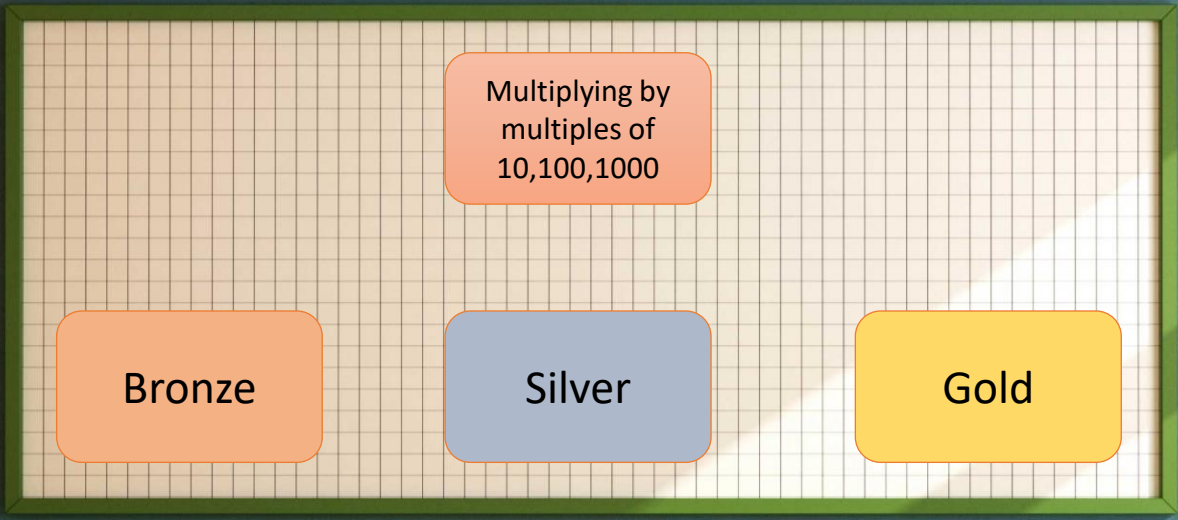 Multiplying by
multiples of
10,100,1000
Bronze
Silver
Gold